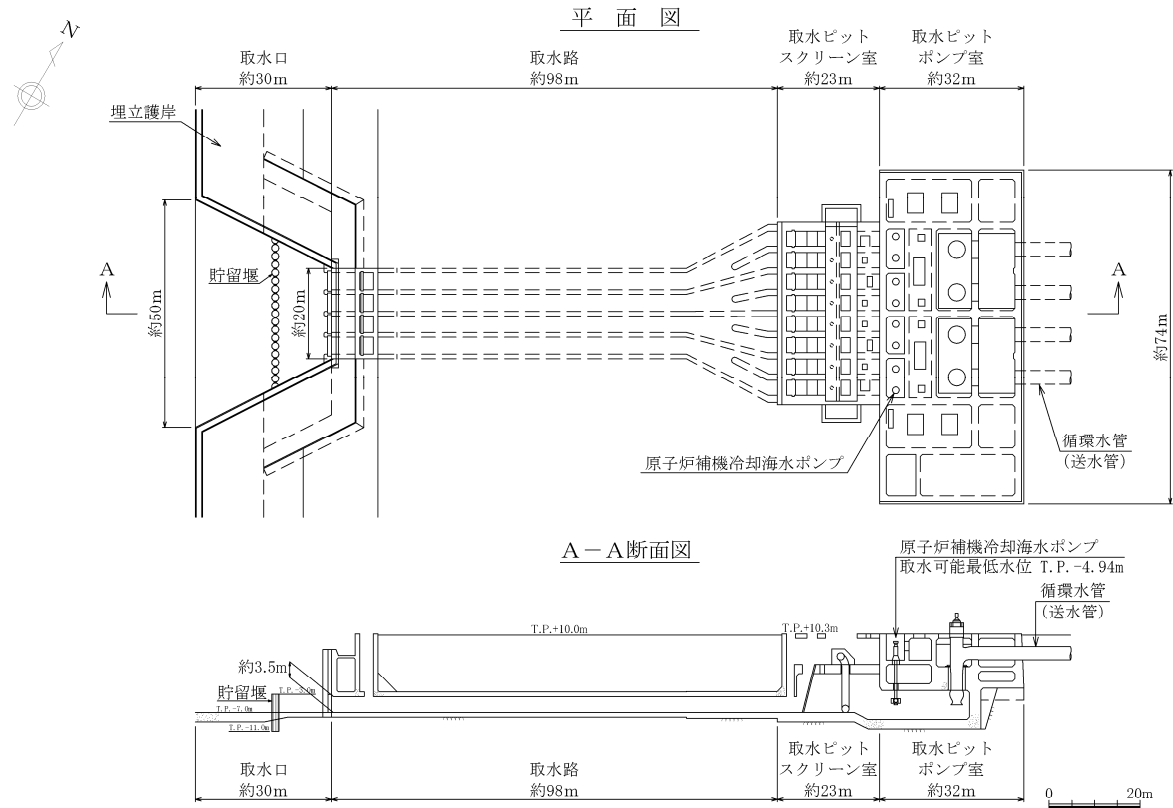 平面図
N
取水口
約30m
取水路
約98m
取水ピット
スクリーン室
約23m
取水ピット
ポンプ室
約32m
埋立護岸
A
貯留堰
約50m
約20m
A
約74m
原子炉補機冷却海水ポンプ
循環水管
(送水管)
A－A断面図
原子炉補機冷却海水ポンプ
取水可能最低水位 T.P.-4.94m
循環水管
(送水管)
T.P.+10.0m
T.P.+10.3m
約3.5m
貯留堰
T.P.-3.0m
T.P.-7.0m
T.P.-11.0m
取水口
約30m
取水路
約98m
取水ピット
スクリーン室
約23m
取水ピット
ポンプ室
約32m
0
20m